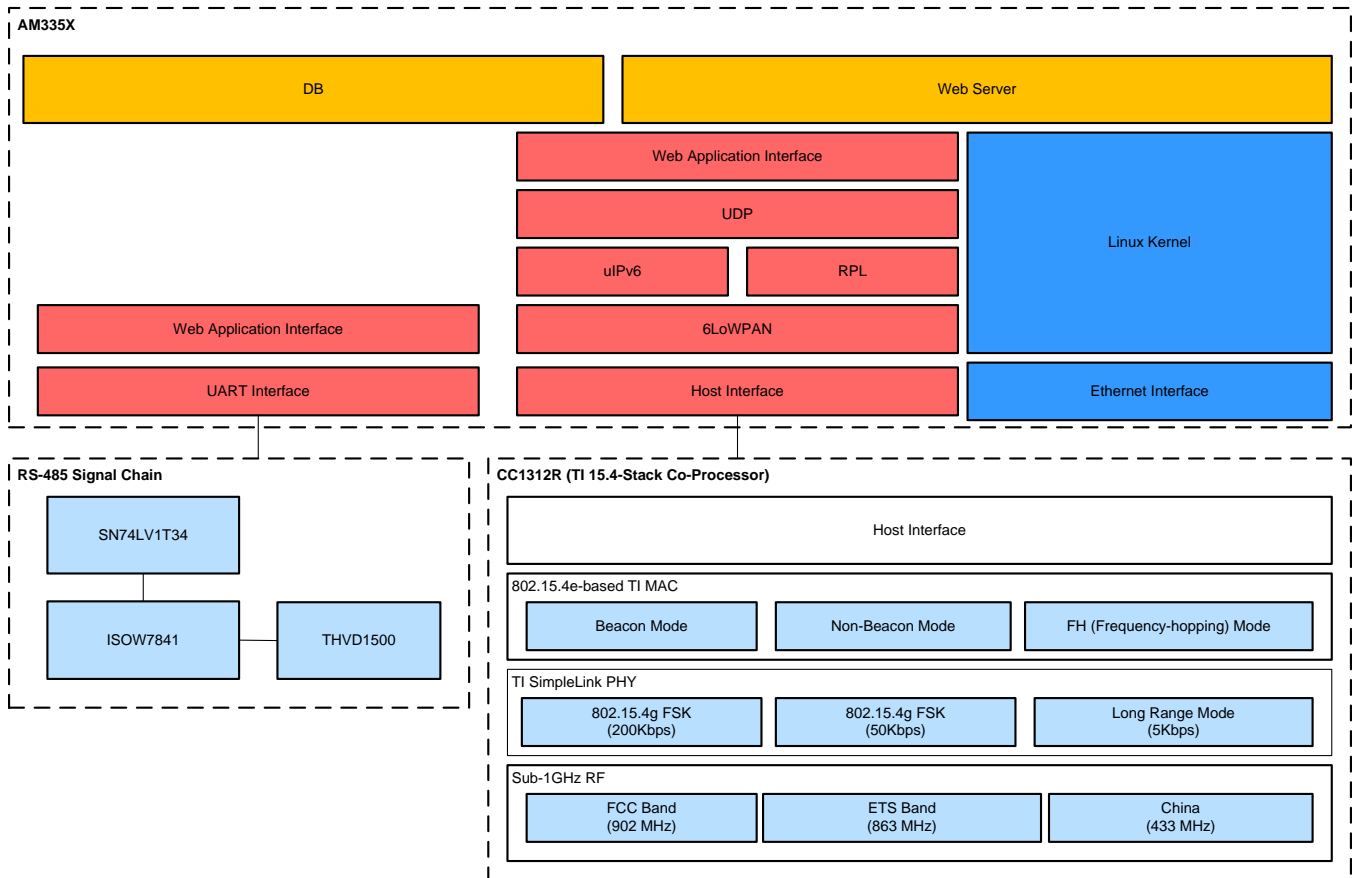 AM335X
DB
Web Server
Web Application Interface
UDP
Linux Kernel
uIPv6
RPL
Web Application Interface
6LoWPAN
UART Interface
Host Interface
Ethernet Interface
RS-485 Signal Chain
SN74LV1T34
ISOW7841
THVD1500
CC1312R (TI 15.4-Stack Co-Processor)
Host Interface
802.15.4e-based TI MAC
Beacon Mode
Non-Beacon Mode
FH (Frequency-hopping) Mode
TI SimpleLink PHY
802.15.4g FSK
(200Kbps)
802.15.4g FSK
(50Kbps)
Long Range Mode
(5Kbps)
Sub-1GHz RF
FCC Band
(902 MHz)
ETS Band
(863 MHz)
China
(433 MHz)